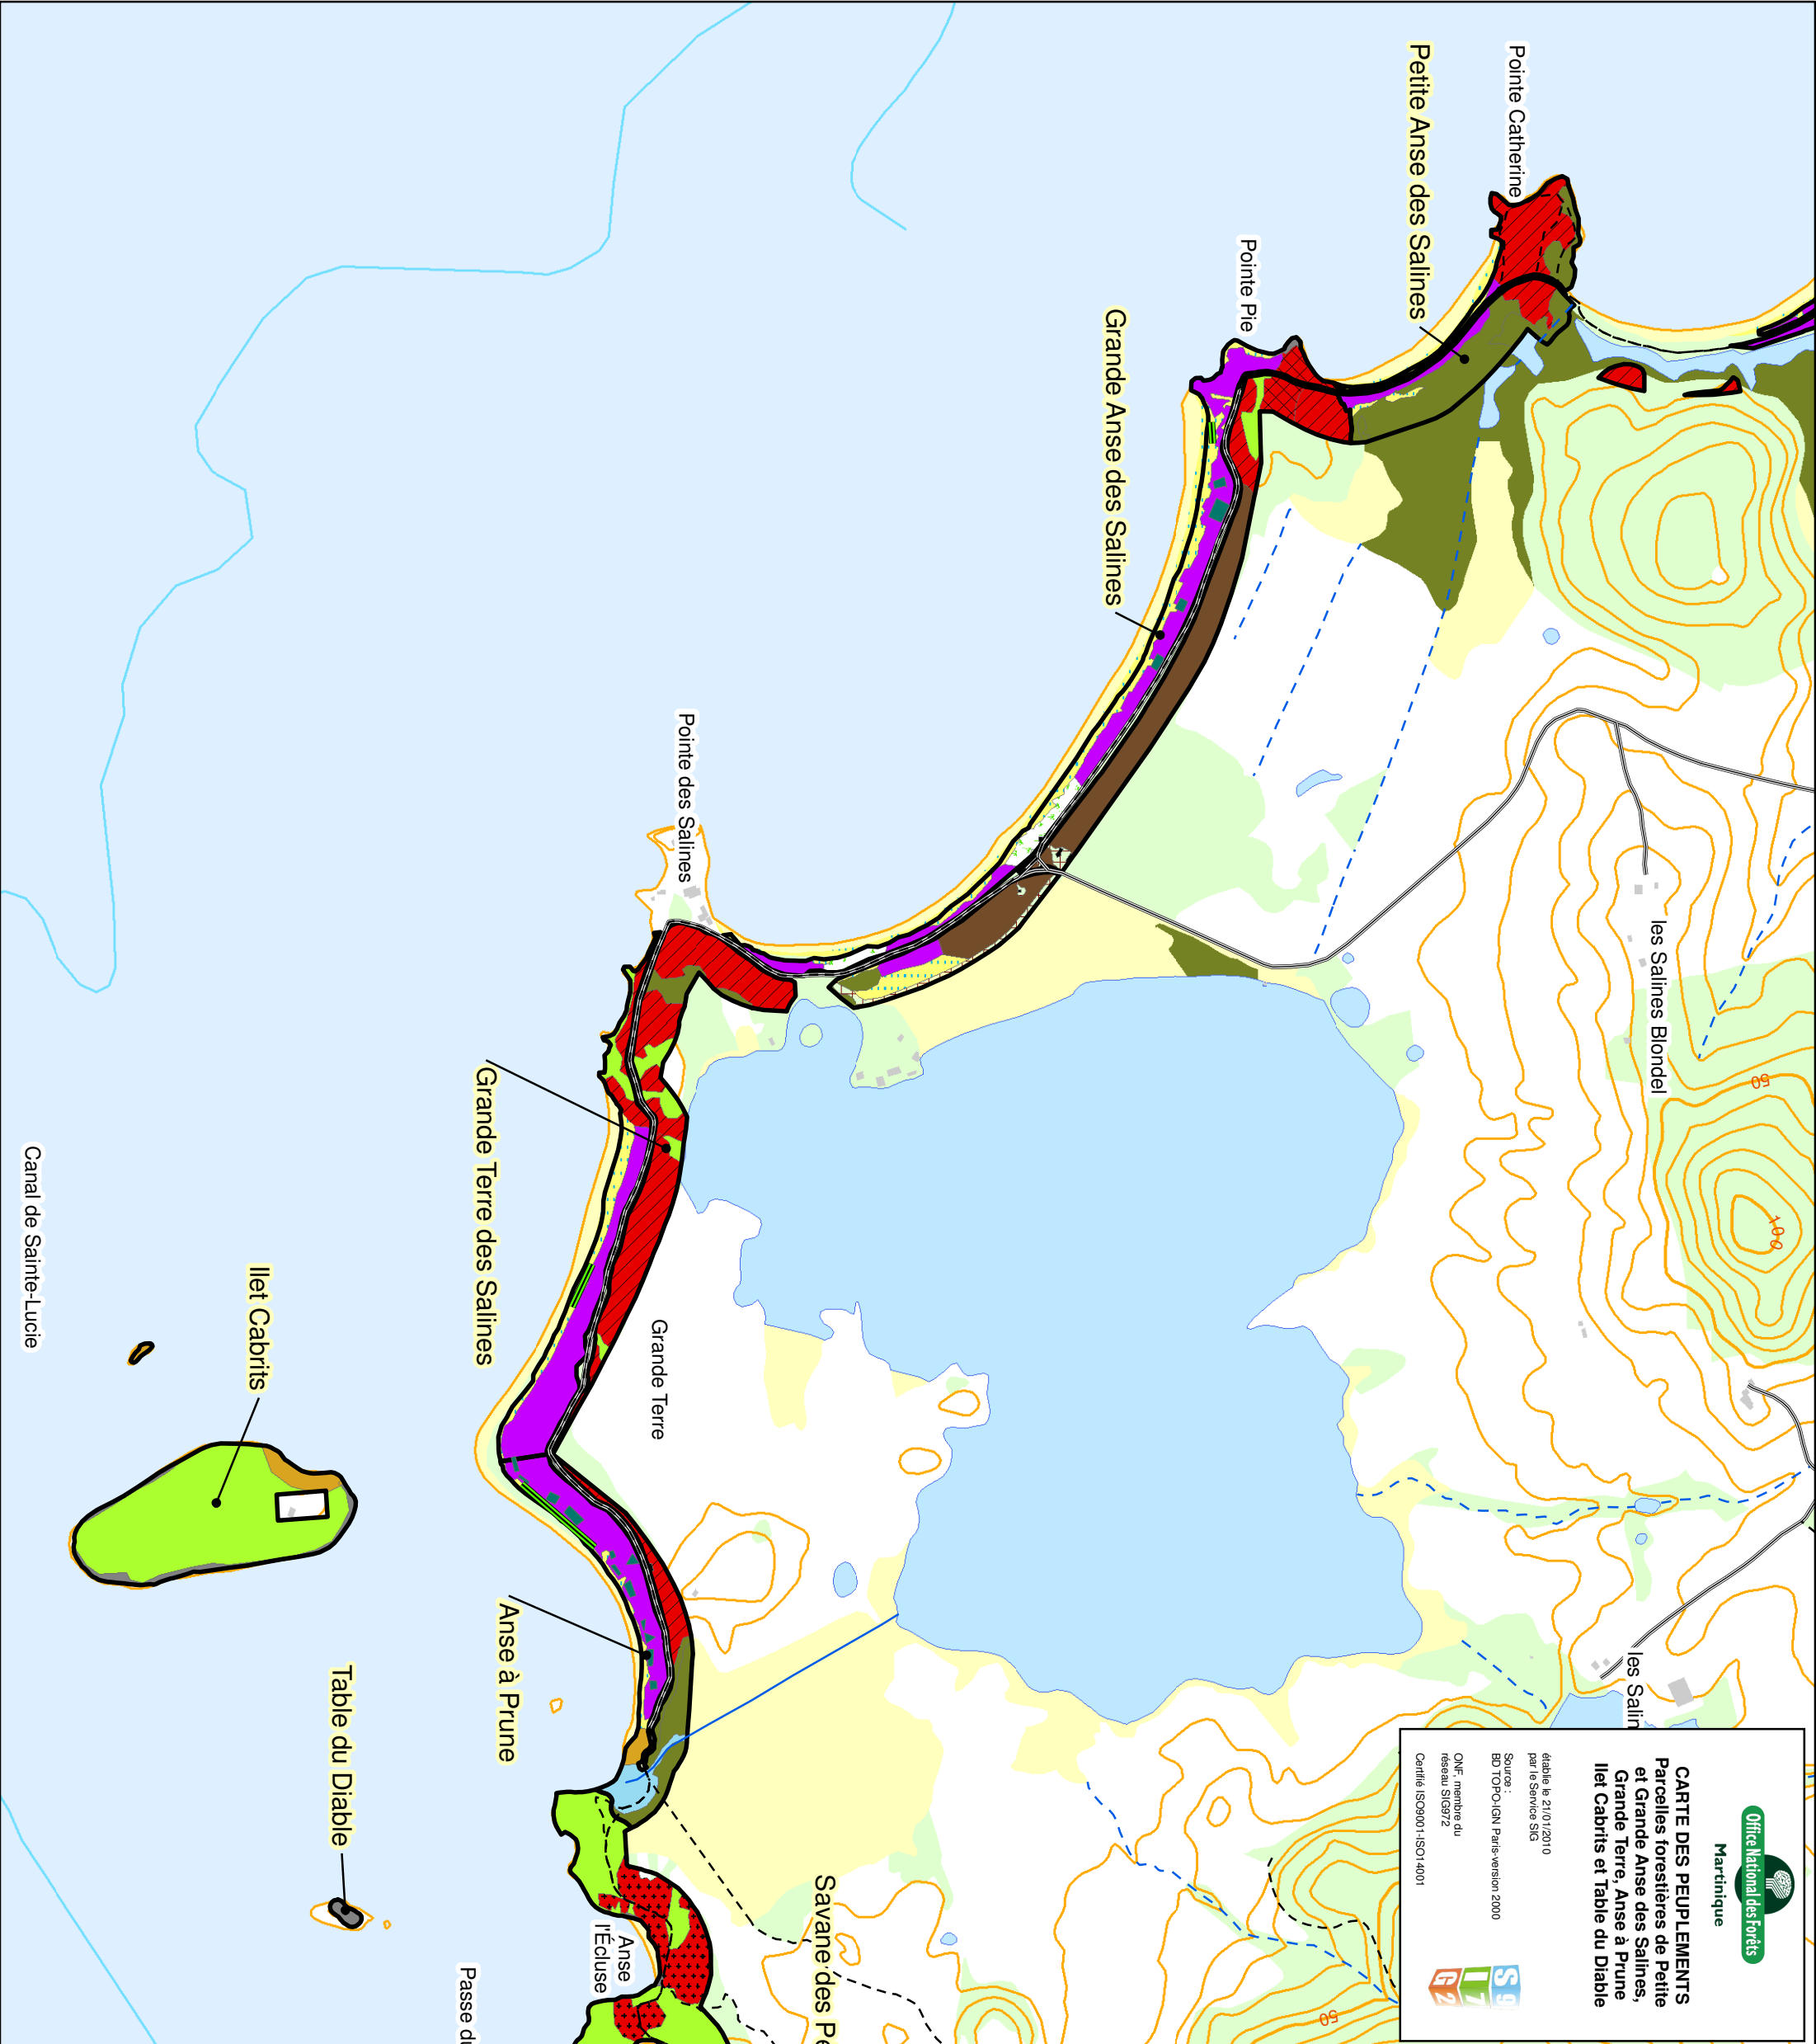 Office National des Forêts
Martinique
CARTE DES PEUPLEMENTS
Parcelles forestières de Petite
et Grande Anse des Salines,
Grande Terre, Anse à Prune
Ilet Cabrits et Table du Diable
établie le 21/01/2010
par le Service SIG
Source :
BD TOPO-IGN Paris-version 2000
ONF, membre du
réseau SIG972
Certifié ISO9001-ISO14001
Pointe Catherine
Petite Anse des Salines
Pointe Pie
Grande Anse des Salines
Pointe des Salines
les Salines Blondel
50
100
Grande Terre des Salines
Grande Terre
Canal de Sainte-Lucie
Ilet Cabrits
Anse à Prune
Table du Diable
les Salin
Savane des Pé
Anse
l'Écluse
Passe du
50